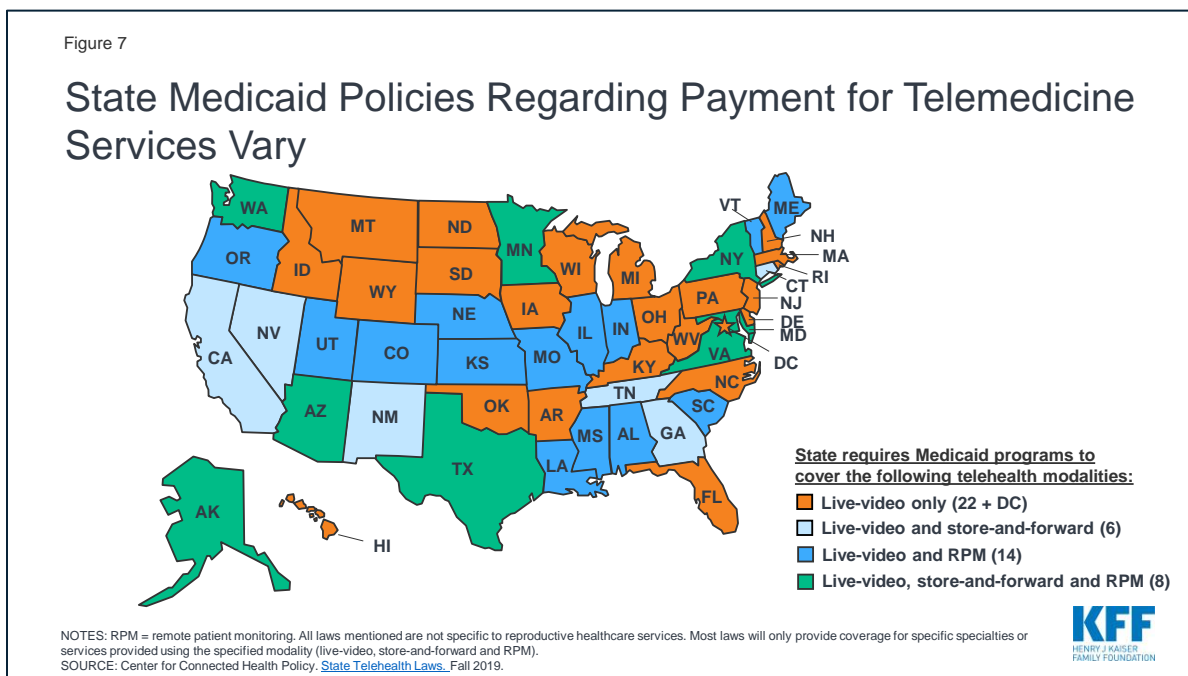 Figure 7
State Medicaid Policies Regarding Payment for Telemedicine
Services Vary
WA
MT
ND
MN
VT
ME
OR
ID
SD
WI
MI
NY
NH
MA
WY
RI
CT
IA
PA
NJ
NE
OH
DE
MD
NV
UT
CO
IL
IN
WV
VA
DC
CA
KS
MO
KY
NC
TN
AZ
NM
OK
AR
SC
MS
AL
GA
TX
LA
FL
AK
HI
State requires Medicaid programs to
cover the following telehealth modalities:
Live-video only (22 + DC)
Live-video and store-and-forward (6)
Live-video and RPM (14)
Live-video, store-and-forward and RPM (8)
NOTES: RPM = remote patient monitoring. All laws mentioned are not specific to reproductive healthcare services. Most laws will only provide coverage for specific specialties or
services provided using the specified modality (live-video, store-and-forward and RPM).
SOURCE: Center for Connected Health Policy. State Telehealth Laws. Fall 2019.
KFF
HENRY J KAISER
FAMILY FOUNDATION